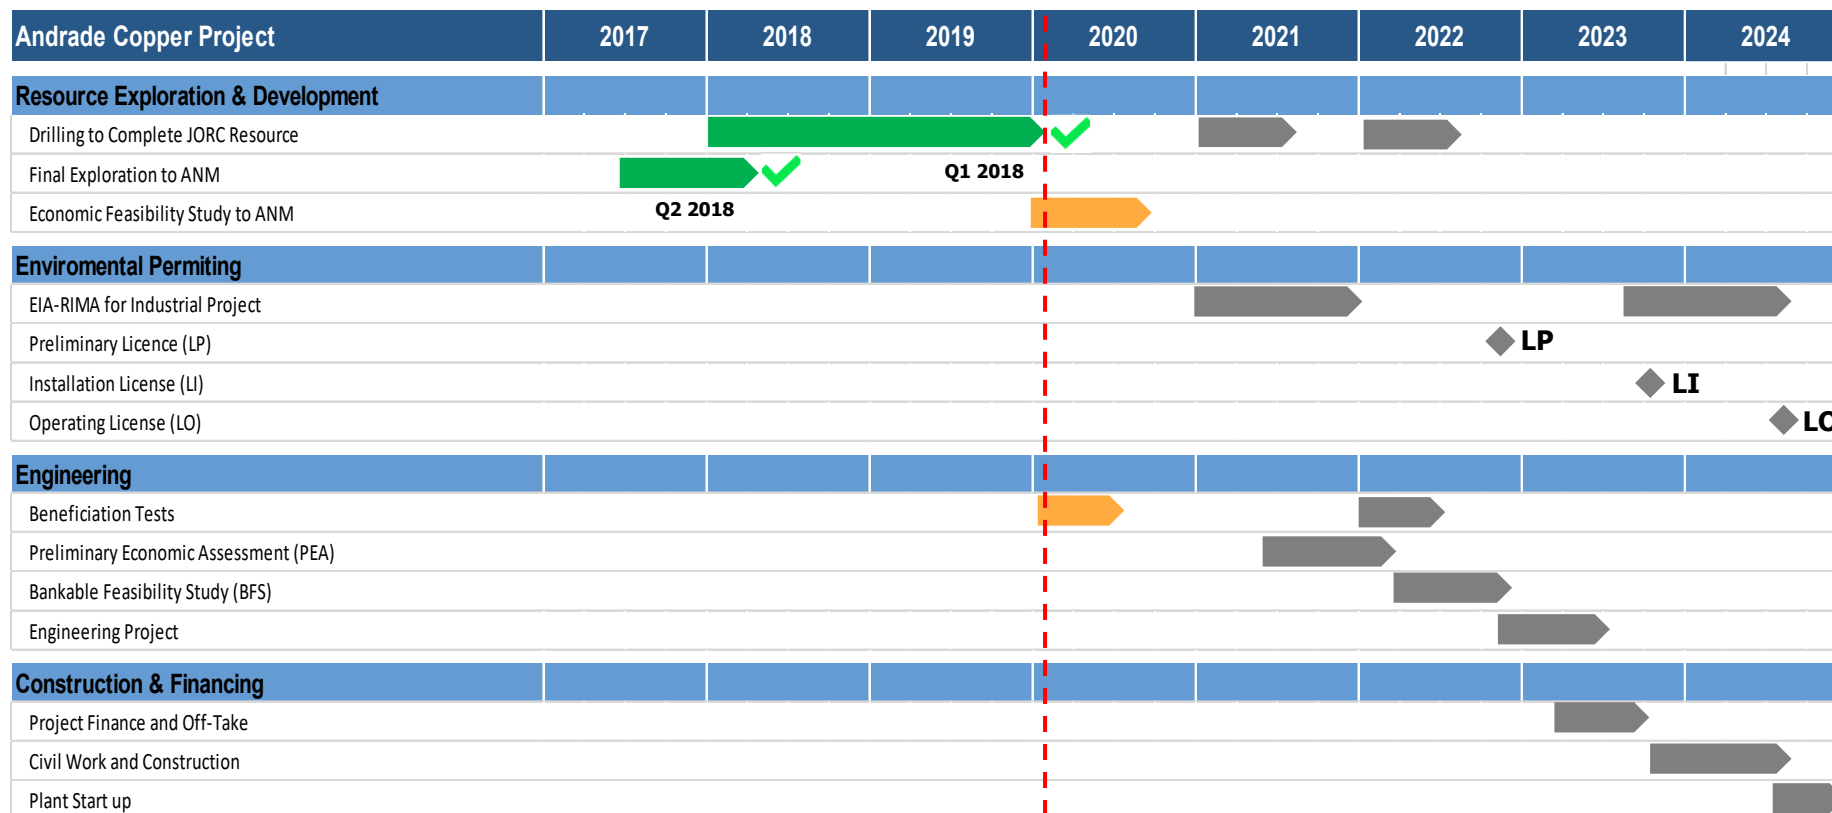 Andrade Copper Project 2017 2018 2019 2020 2021 2022 2023 2024
Resource Exploration & Development
Drilling to Complete JORC Resource
Final Exploration to ANM Q1 2018
Economic Feasibility Study to ANM Q2 2018
Enviromental Permiting
EIA-RIMA for Industrial Project
Preliminary Licence (LP) LP
Installation License (LI) LI
Operating License (LO) LO
Engineering
Beneficiation Tests
Preliminary Economic Assessment (PEA)
Bankable Feasibility Study (BFS)
Engineering Project
Construction & Financing
Project Finance and Off-Take
Civil Work and Construction
Plant Start up